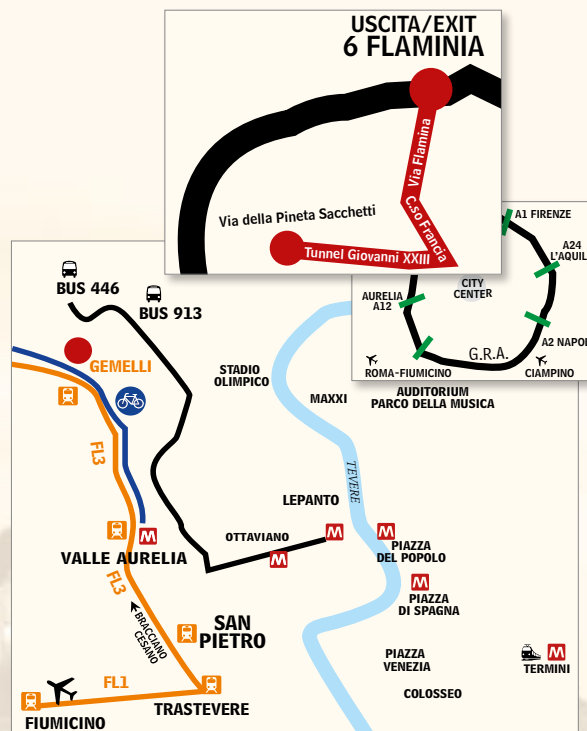 USCITA/EXIT
6 FLAMINIA
Via Flamina
C.so Francia
Via della Pineta Sacchetti
Tunnel Giovanni XXIII
A1 FIRENZE
A24
L'AQUIL
CITY
CENTER
AURELIA
A12
A2 NAPOL
G.R.A.
ROMA-FIUMICINO
CIAMPINO
BUS 446
BUS 913
GEMELLI
STADIO
OLIMPICO
MAXXI
AUDITORIUM
PARCO DELLA MUSICA
FL3
TEVERE
LEPANTO
M
OTTAVIANO
M
M
PIAZZA
DEL POPOLO
M
VALLE AURELIA
FL3
M
PIAZZA
DI SPAGNA
BRACCIANO
CESANO
SAN
PIETRO
PIAZZA
VENEZIA
M
TERMINI
COLOSSEO
FL1
TRASTEVERE
FIUMICINO